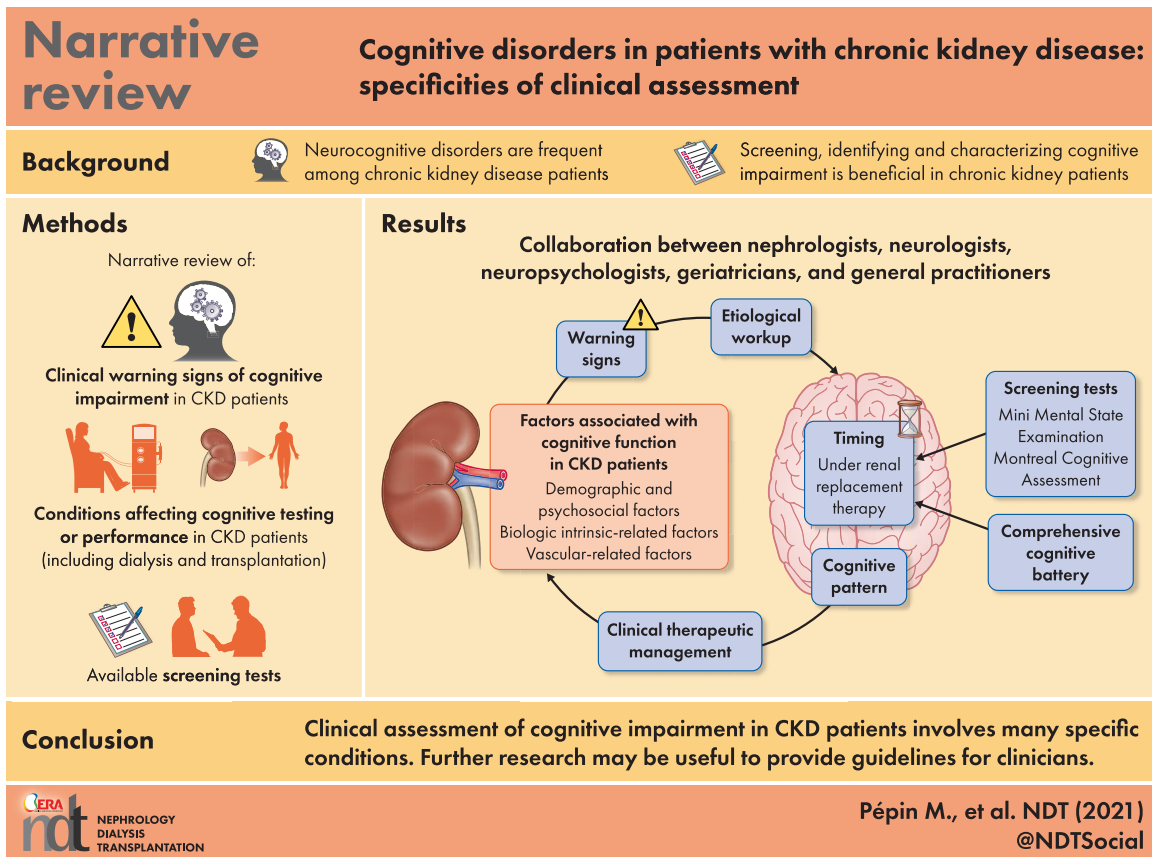 Narrative
review
Cognitive disorders in patients with chronic kidney disease:
specificities of clinical assessment
Background
Neurocognitive disorders are frequent
among chronic kidney disease patients
Screening, identifying and characterizing cognitive
impairment is beneficial in chronic kidney patients
Methods
Narrative review of:
Clinical warning signs of cognitive
impairment in CKD patients
Conditions affecting cognitive testing
or performance in CKD patients
(including dialysis and transplantation)
Available screening tests
Results
Collaboration between nephrologists, neurologists,
neuropsychologists, geriatricians, and general practitioners
Warning
signs
Etiological
workup
Factors associated with
cognitive function
in CKD patients
Demographic and
psychosocial factors
Biologic intrinsic-related factors
Vascular-related factors
Timing
Under renal
replacement
therapy
Screening tests
Mini Mental State
Examination
Montreal Cognitive
Assessment
Comprehensive
cognitive
battery
Cognitive
pattern
Clinical therapeutic
management
Conclusion
Clinical assessment of cognitive impairment in CKD patients involves many specific
conditions. Further research may be useful to provide guidelines for clinicians.
ERA
ndt
NEPHROLOGY
DIALYSIS
TRANSPLANTATION
Pépin M., et al. NDT (2021)
@NDTSocial